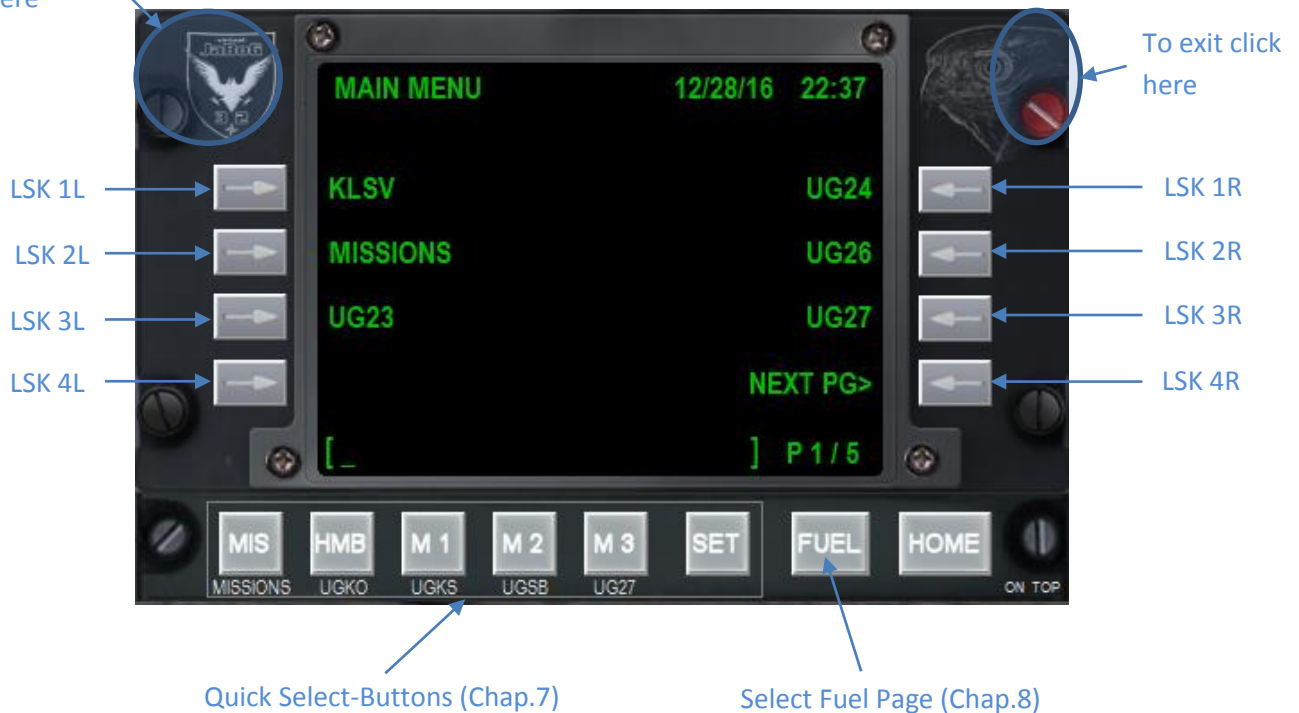 ere
JaBoG
32
MAIN MENU 12/28/16 22:37
To exit click
here
LSK 1L KLSV UG24 LSK 1R
LSK 2L MISSIONS UG26 LSK 2R
LSK 3L UG23 UG27 LSK 3R
LSK 4L NEXT PG> LSK 4R
[_ ] P 1 / 5
MIS HMB M 1 M 2 M 3 SET FUEL HOME
MISSIONS UGKO UGKS UGSB UG27 ON TOP
Quick Select-Buttons (Chap.7) Select Fuel Page (Chap.8)